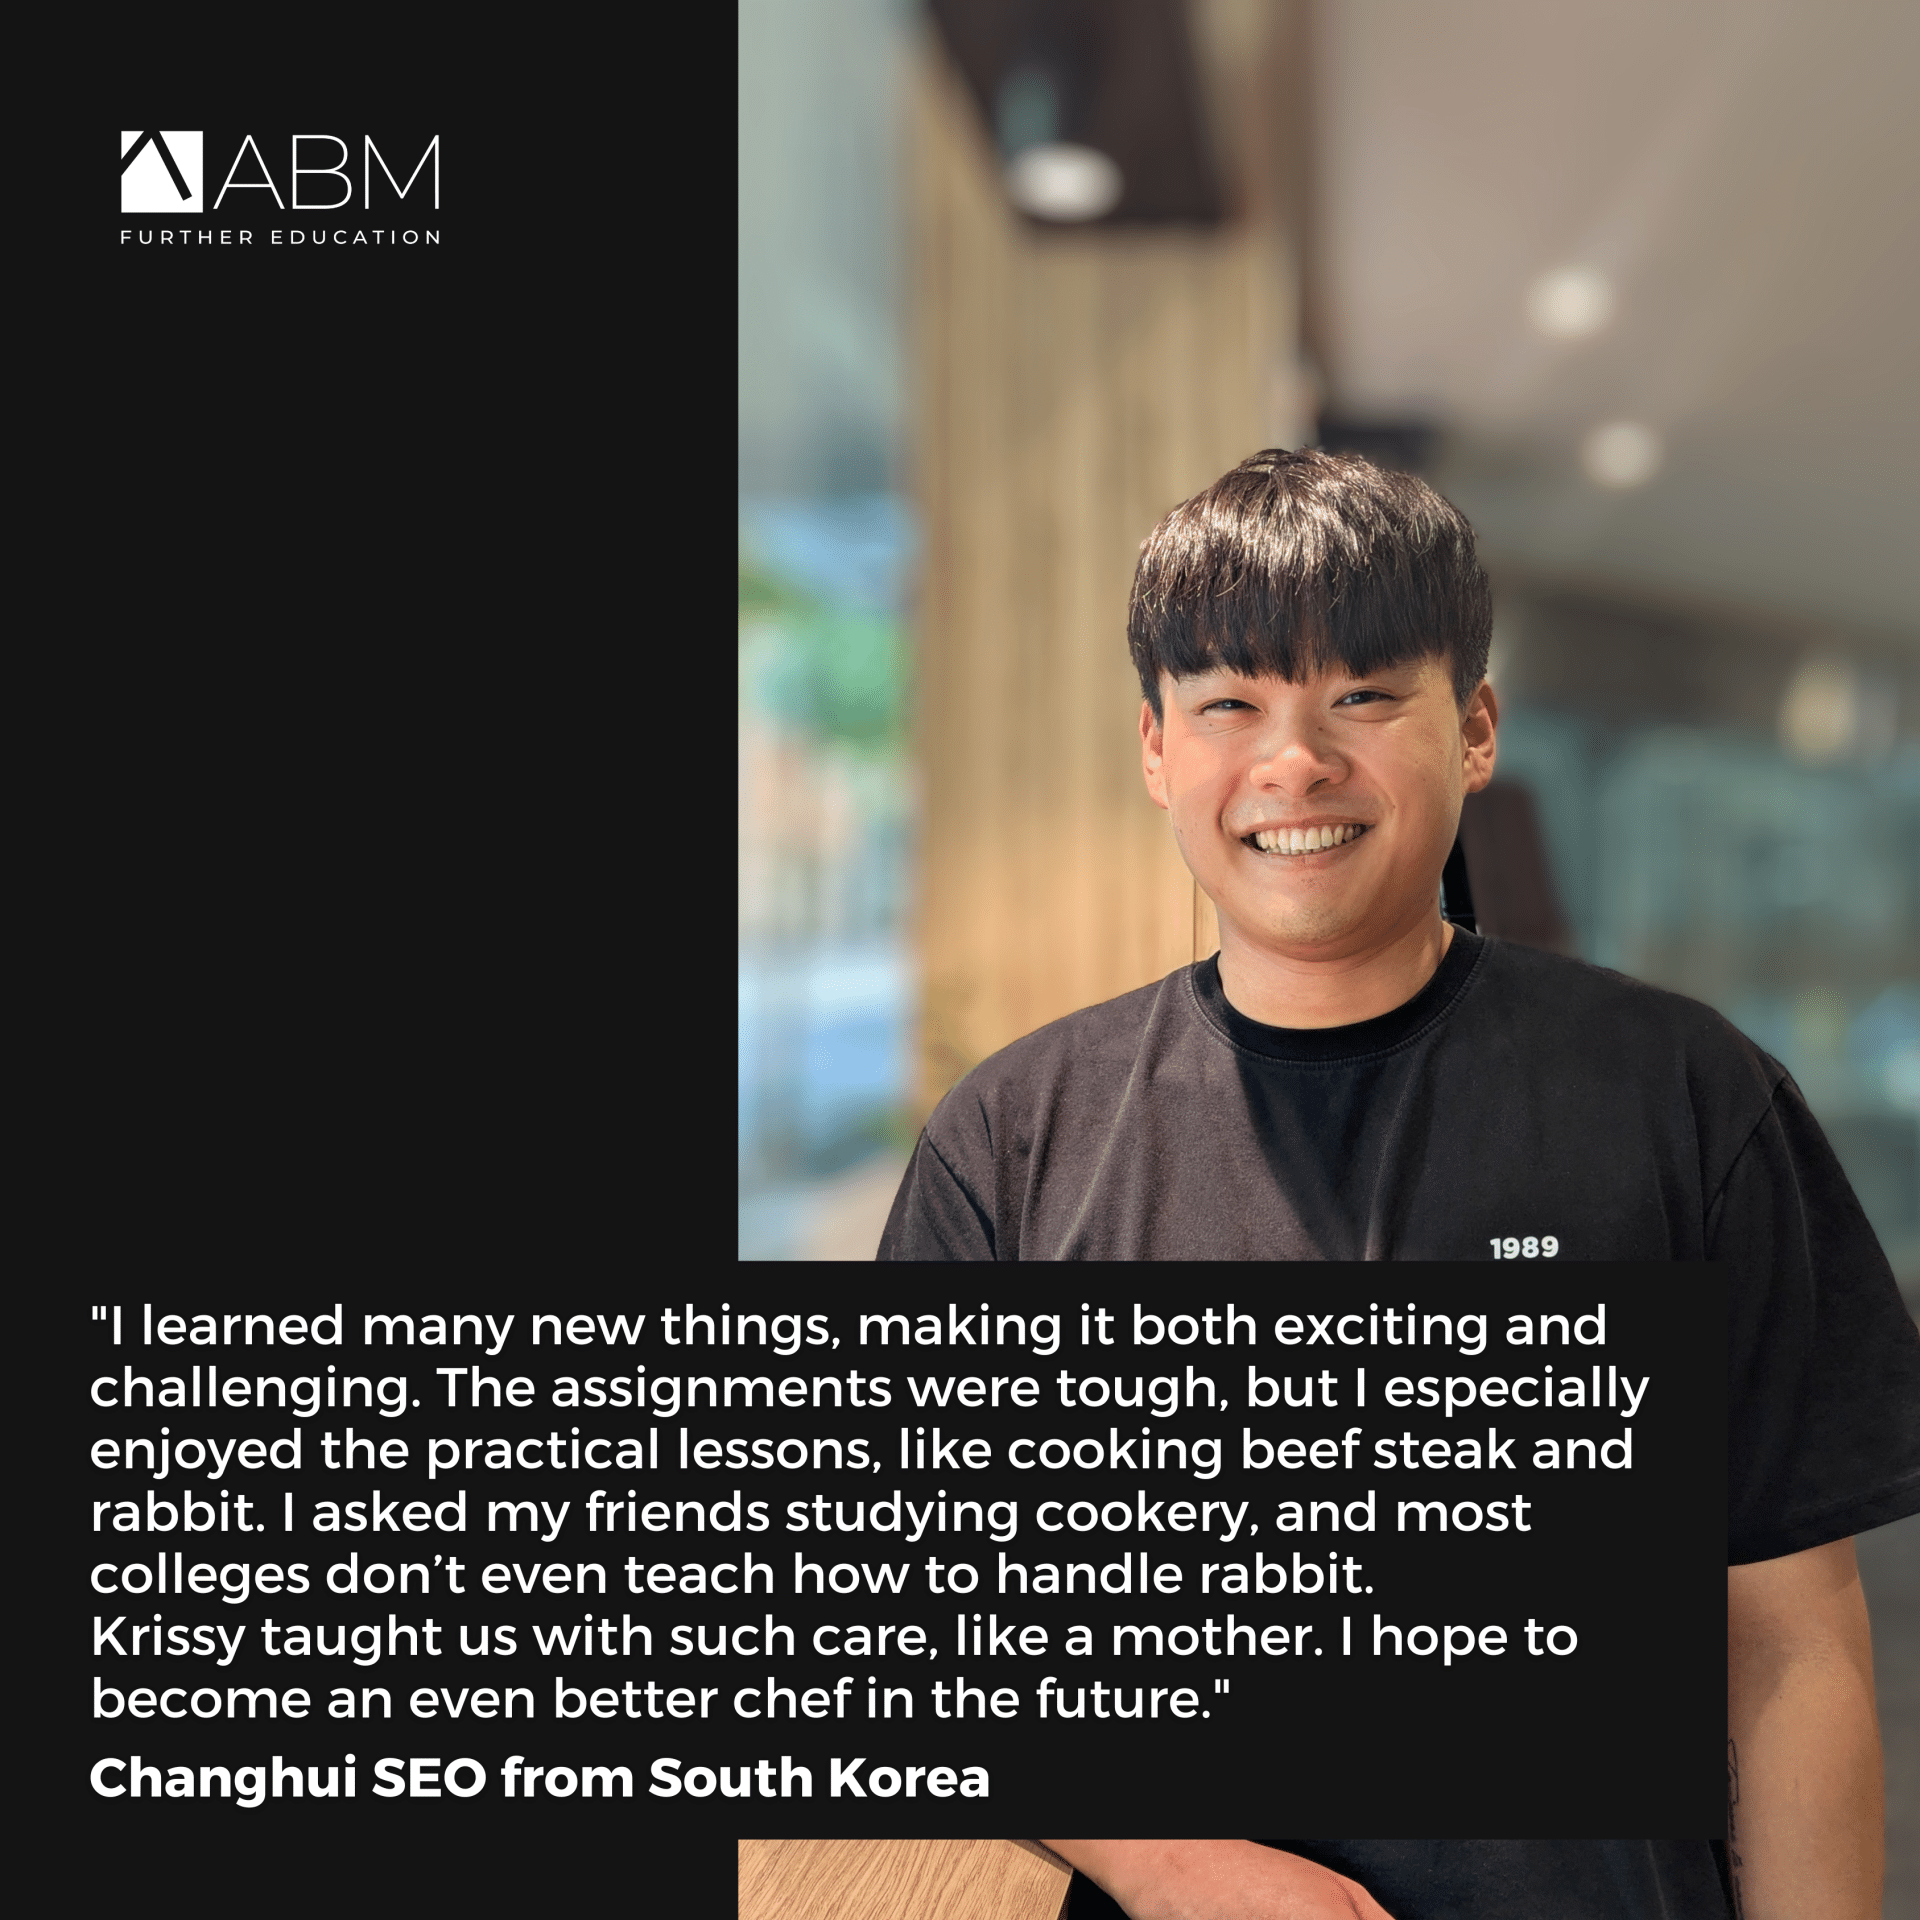 ABM
FURTHER EDUCATION
1989
"I learned many new things, making it both exciting and
challenging. The assignments were tough, but I especially
enjoyed the practical lessons, like cooking beef steak and
rabbit. I asked my friends studying cookery, and most
colleges don’t even teach how to handle rabbit.
Krissy taught us with such care, like a mother. I hope to
become an even better chef in the future."
Changhui SEO from South Korea